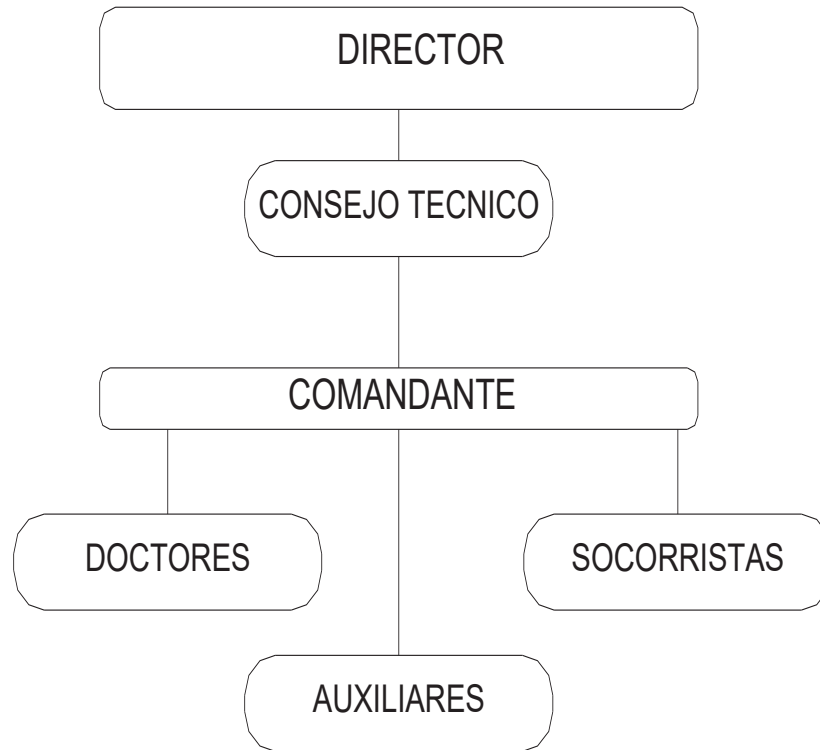 DIRECTOR
CONSEJO TECNICO
COMANDANTE
DOCTORES
SOCORRISTAS
AUXILIARES